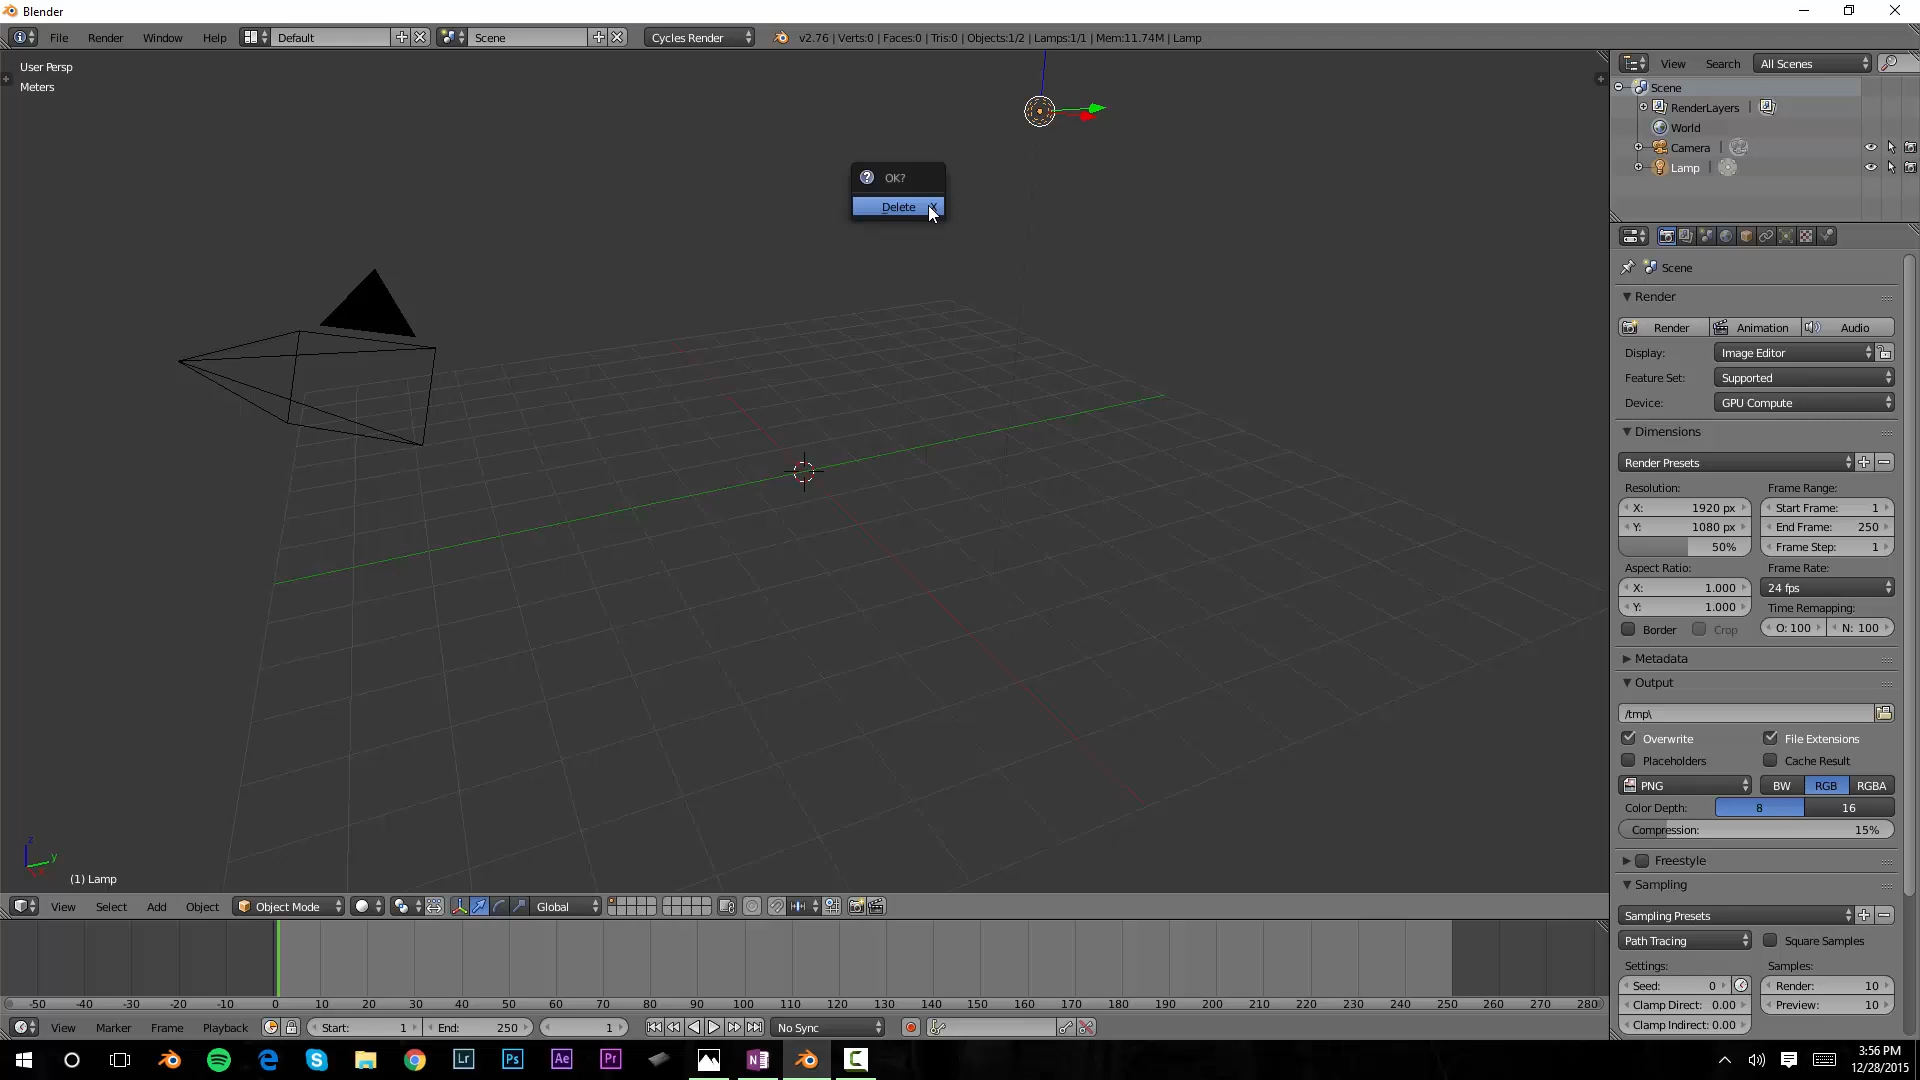 Blender
File Render Window Help Default Scene Cycles Render v2.76 | Verts:0 | Faces:0 | Tris:0 | Objects:1/2 | Lamps:1/1 | Mem:11.74M | Lamp
User Persp
Meters
OK?
Delete X
z
y
x
(1) Lamp
View Select Add Object Object Mode Global
-50 -40 -30 -20 -10 0 10 20 30 40 50 60 70 80 90 100 110 120 130 140 150 160 170 180 190 200 210 220 230 240 250 260 270 280
View Marker Frame Playback Start: 1 End: 250 1 No Sync
View Search All Scenes
Scene
RenderLayers |
World
Camera |
Lamp |
Scene
Render
Render Animation Audio
Display: Image Editor
Feature Set: Supported
Device: GPU Compute
Dimensions
Render Presets
Resolution: Frame Range:
X: 1920 px Start Frame: 1
Y: 1080 px End Frame: 250
50% Frame Step: 1
Aspect Ratio: Frame Rate:
X: 1.000 24 fps
Y: 1.000 Time Remapping:
Border Crop O: 100 N: 100
Metadata
Output
/tmp\
Overwrite File Extensions
Placeholders Cache Result
PNG BW RGB RGBA
Color Depth: 8 16
Compression: 15%
Freestyle
Sampling
Sampling Presets
Path Tracing Square Samples
Settings: Samples:
Seed: 0 Render: 10
Clamp Direct: 0.00 Preview: 10
Clamp Indirect: 0.00
Lr Ps Ae Pr N C
3:56 PM
12/28/2015